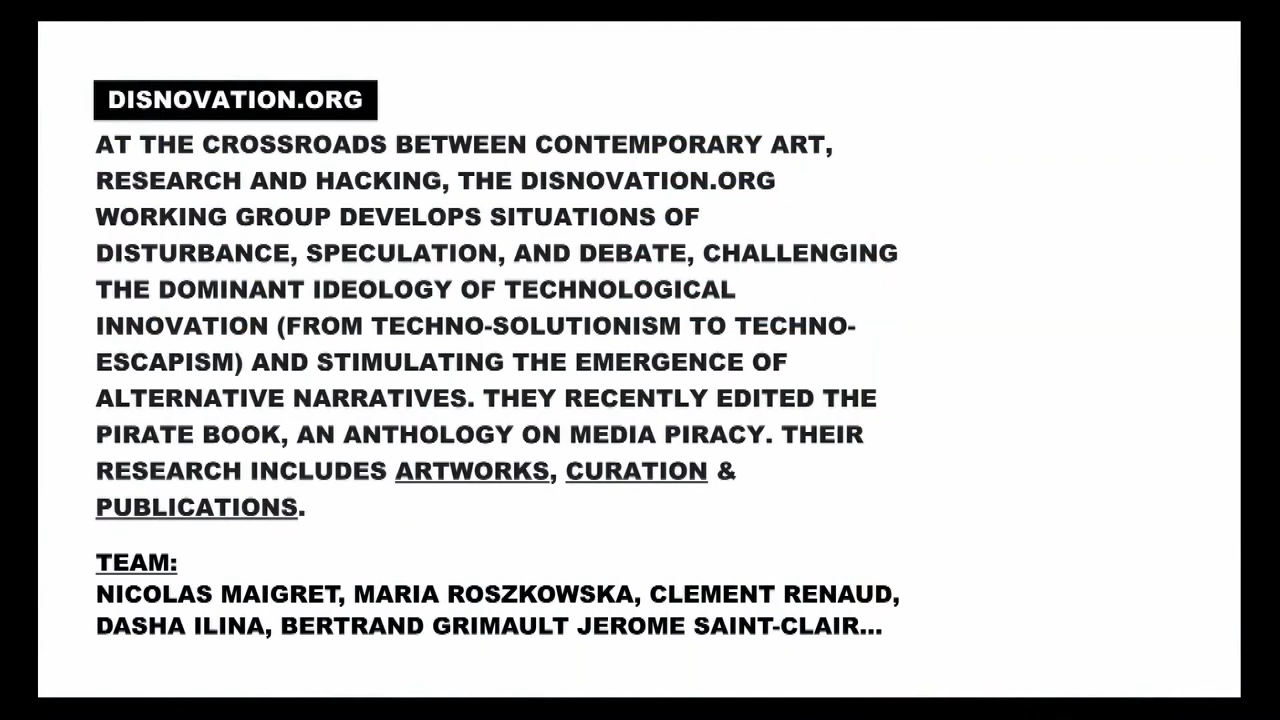 DISNOVATION.ORG
AT THE CROSSROADS BETWEEN CONTEMPORARY ART,
RESEARCH AND HACKING, THE DISNOVATION.ORG
WORKING GROUP DEVELOPS SITUATIONS OF
DISTURBANCE, SPECULATION, AND DEBATE, CHALLENGING
THE DOMINANT IDEOLOGY OF TECHNOLOGICAL
INNOVATION (FROM TECHNO-SOLUTIONISM TO TECHNO-
ESCAPISM) AND STIMULATING THE EMERGENCE OF
ALTERNATIVE NARRATIVES. THEY RECENTLY EDITED THE
PIRATE BOOK, AN ANTHOLOGY ON MEDIA PIRACY. THEIR
RESEARCH INCLUDES ARTWORKS, CURATION &
PUBLICATIONS.
TEAM:
NICOLAS MAIGRET, MARIA ROSZKOWSKA, CLEMENT RENAUD,
DASHA ILINA, BERTRAND GRIMAULT JEROME SAINT-CLAIR...